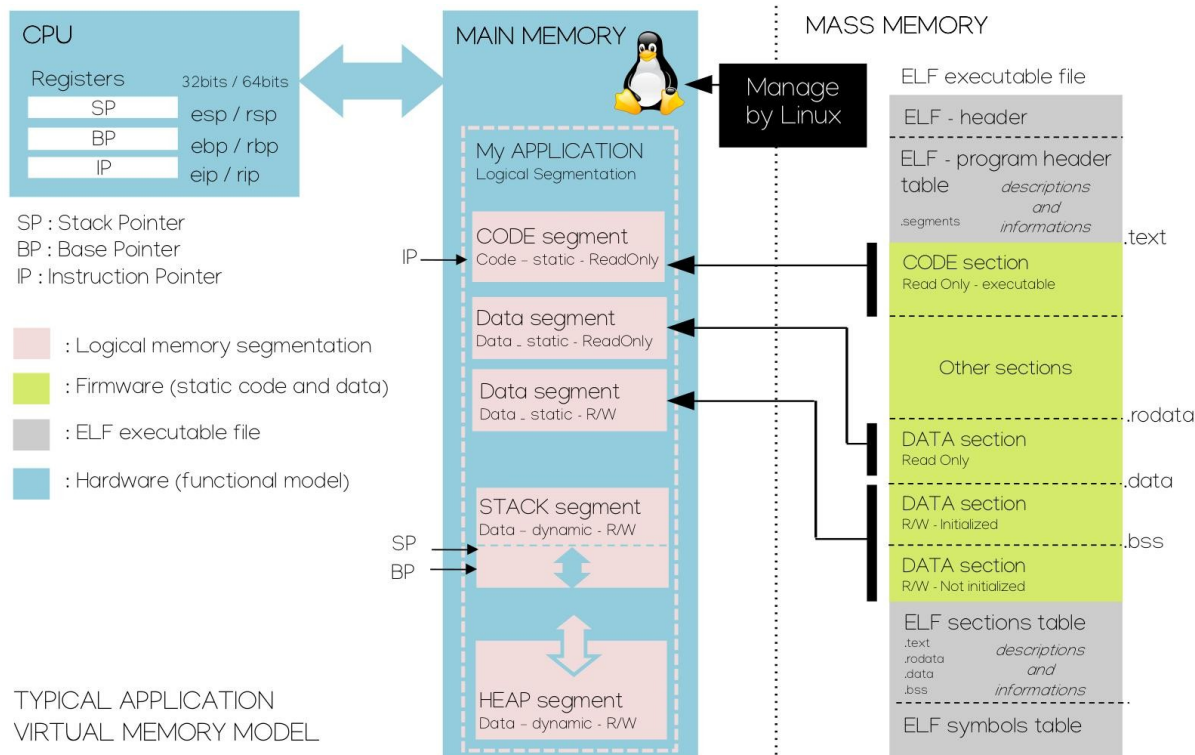 CPU
Registers 32bits / 64bits
SP esp / rsp
BP ebp / rbp
IP eip / rip
SP : Stack Pointer
BP : Base Pointer
IP : Instruction Pointer
: Logical memory segmentation
: Firmware (static code and data)
: ELF executable file
: Hardware (functional model)
TYPICAL APPLICATION
VIRTUAL MEMORY MODEL
MAIN MEMORY
My APPLICATION
Logical Segmentation
IP
CODE segment
Code - static - ReadOnly
Data segment
Data _ static - ReadOnly
Data segment
Data _ static - R/W
STACK segment
Data - dynamic - R/W
SP
BP
HEAP segment
Data - dynamic - R/W
Manage
by Linux
MASS MEMORY
ELF executable file
ELF - header
ELF - program header
table
descriptions
and
informations
.segments
.text
CODE section
Read Only - executable
Other sections
.rodata
DATA section
Read Only
.data
DATA section
R/W - Initialized
.bss
DATA section
R/W - Not initialized
ELF sections table
.text
.rodata
.data
.bss
descriptions
and
informations
ELF symbols table